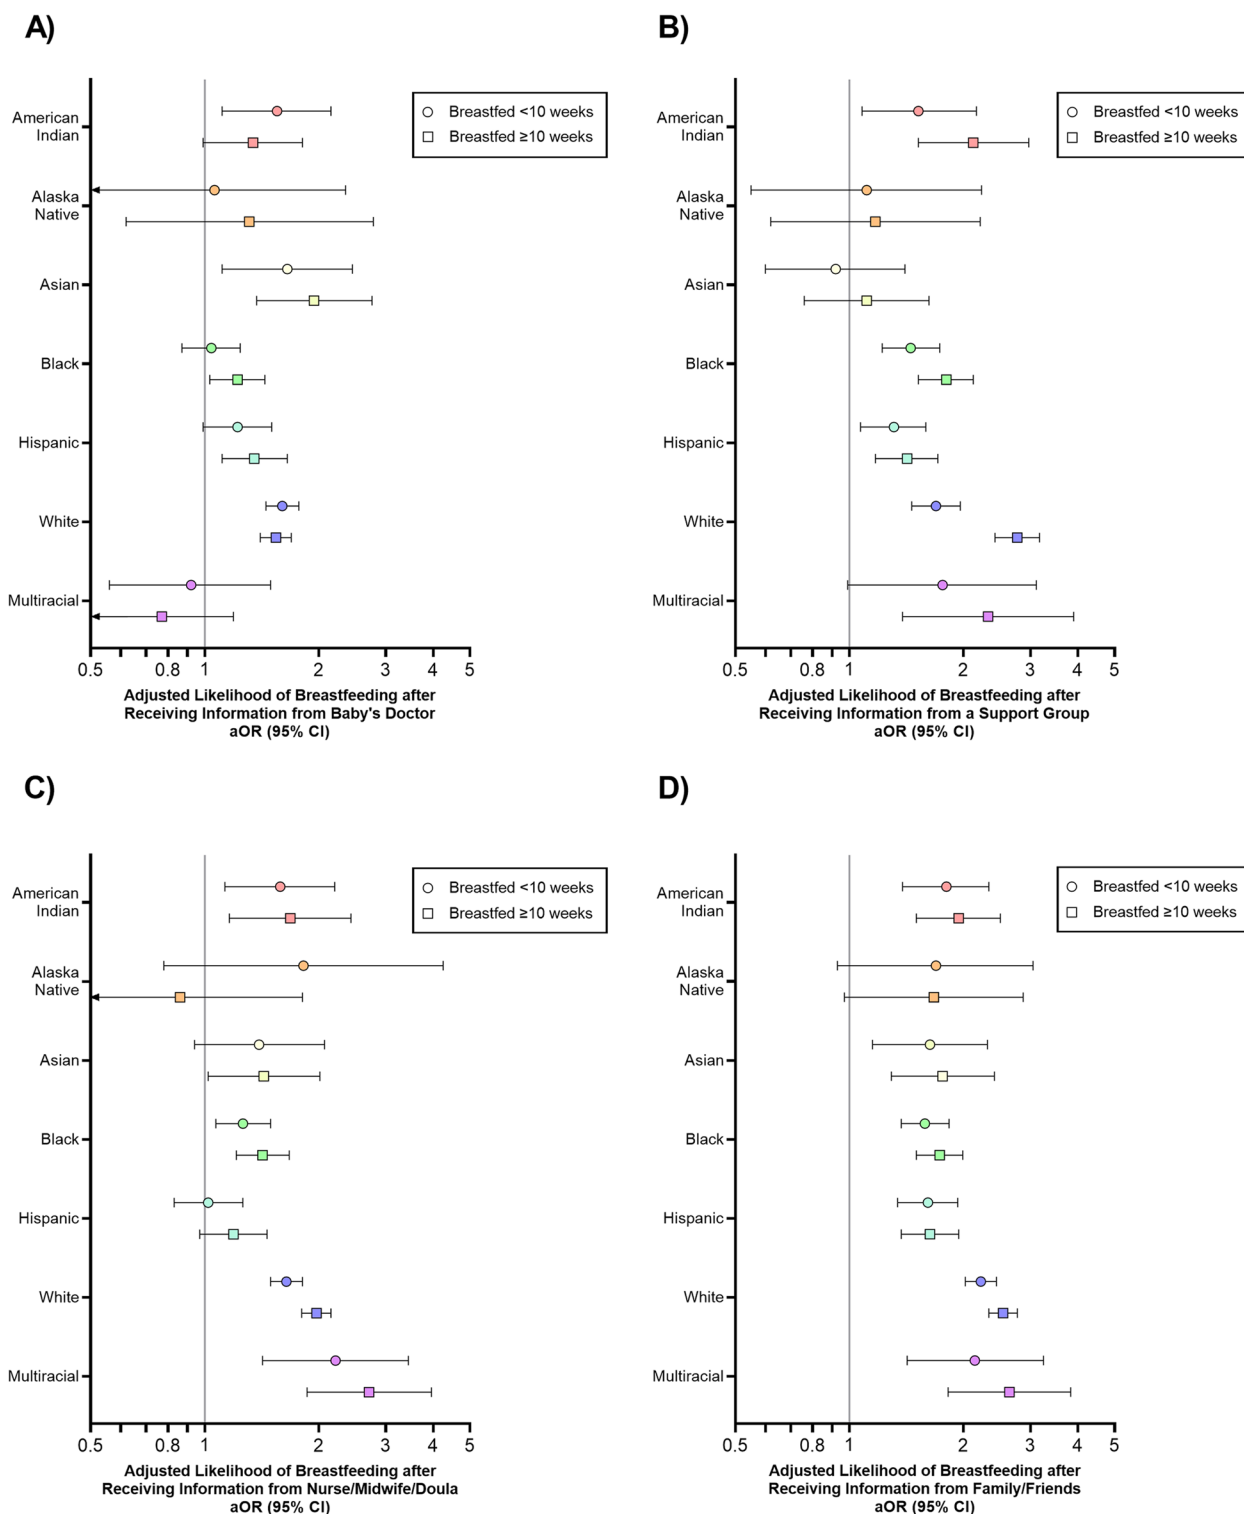 A)
Breastfed <10 weeks
Breastfed ≥10 weeks
American
Indian
Alaska
Native
Asian
Black
Hispanic
White
Multiracial
0.5 0.8 1 2 3 4 5
Adjusted Likelihood of Breastfeeding after
Receiving Information from Baby's Doctor
aOR (95% CI)
B)
Breastfed <10 weeks
Breastfed ≥10 weeks
American
Indian
Alaska
Native
Asian
Black
Hispanic
White
Multiracial
0.5 0.8 1 2 3 4 5
Adjusted Likelihood of Breastfeeding after
Receiving Information from a Support Group
aOR (95% CI)
C)
Breastfed <10 weeks
Breastfed ≥10 weeks
American
Indian
Alaska
Native
Asian
Black
Hispanic
White
Multiracial
0.5 0.8 1 2 3 4 5
Adjusted Likelihood of Breastfeeding after
Receiving Information from Nurse/Midwife/Doula
aOR (95% CI)
D)
Breastfed <10 weeks
Breastfed ≥10 weeks
American
Indian
Alaska
Native
Asian
Black
Hispanic
White
Multiracial
0.5 0.8 1 2 3 4 5
Adjusted Likelihood of Breastfeeding after
Receiving Information from Family/Friends
aOR (95% CI)